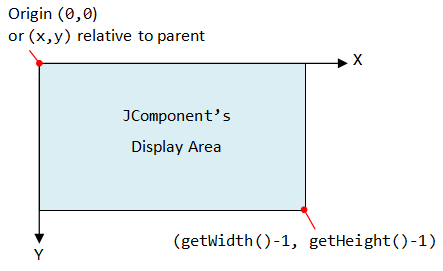 Origin (0,0)
or (x,y) relative to parent
X
JComponent’s
Display Area
(getWidth()-1, getHeight()-1)
Y